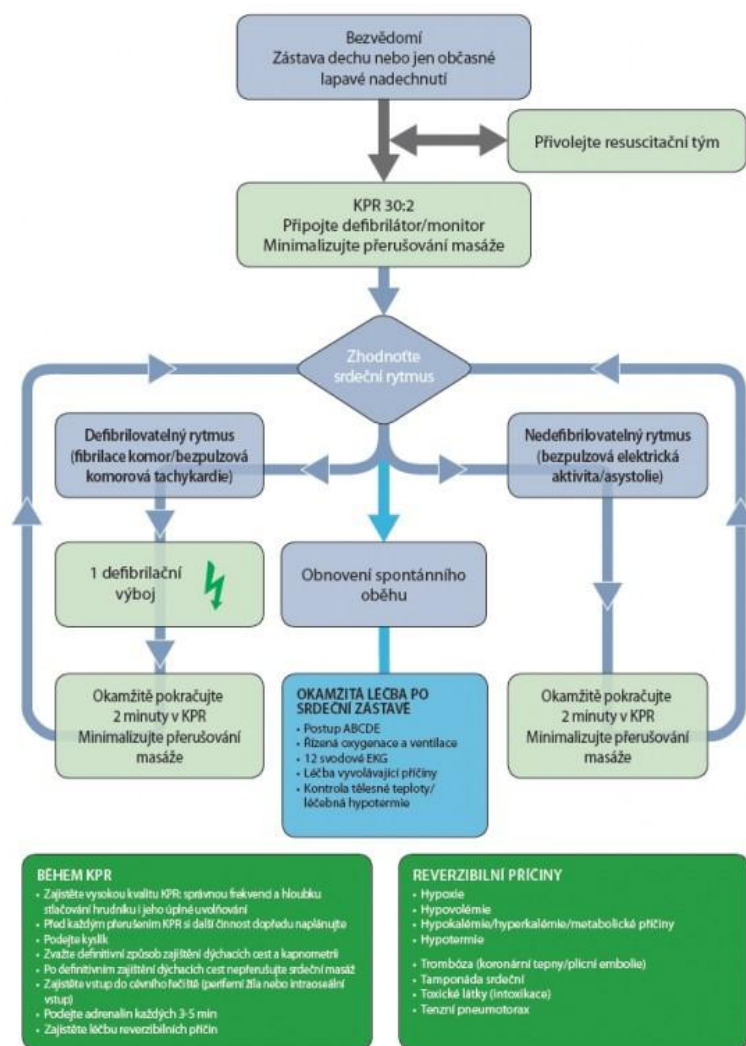 Bezvědomí
Zástava dechu nebo jen občasné
lapavé nadechnutí
Přivolejte resuscitační tým
KPR 30:2
Připojte defibrilátor/monitor
Minimalizujte přerušování masáže
Zhodnoťte
srdeční rytmus
Defibrilovatelný rytmus
(fibrilace komor/bezpulzová
komorová tachykardie)
Nedefibrilovatelný rytmus
(bezpulzová elektrická
aktivita/asystolie)
1 defibrilační
výboj
Obnovení spontánního
oběhu
Okamžitě pokračujte
2 minuty v KPR
Minimalizujte přerušování
masáže
OKAMŽITÁ LÉČBA PO
SRDEČNÍ ZÁSTAVĚ
• Postup ABCDE
• Řízená oxygenace a ventilace
• 12 svodové EKG
• Léčba vyvolávající příčiny
• Kontrola tělesné teploty/
léčebná hypotermie
Okamžitě pokračujte
2 minuty v KPR
Minimalizujte přerušování
masáže
BĚHEM KPR
• Zajistěte vysokou kvalitu KPR: správnou frekvenci a hloubku
stlačování hrudníku i jeho úplné uvolňování
• Před každým přerušením KPR si další činnost dopředu naplánujte
• Podejte kyslík
• Zvažte definitivní způsob zajištění dýchacích cest a kapnometrii
• Po definitivním zajištění dýchacích cest nepřerušujte srdeční masáž
• Zajistěte vstup do cévního řečiště (periferní žíla nebo intraoseální
vstup)
• Podejte adrenalin každých 3-5 min
• Zajistěte léčbu reverzibilních příčin
REVERZIBILNÍ PŘÍČINY
• Hypoxie
• Hypovolémie
• Hypokalémie/hyperkalémie/metabolické příčiny
• Hypotermie
• Trombóza (koronární tepny/plicní embolie)
• Tamponáda srdeční
• Toxické látky (intoxikace)
• Tenzní pneumotorax